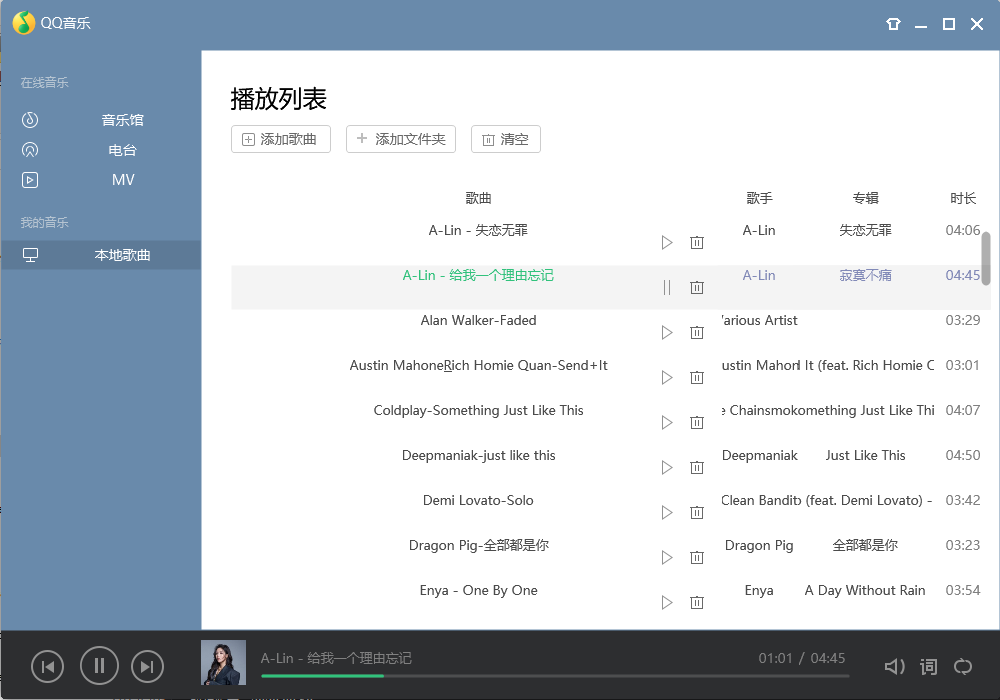 QQ音乐
在线音乐
音乐馆
电台
MV
我的音乐
本地歌曲
播放列表
添加歌曲 添加文件夹 清空
歌曲 歌手 专辑 时长
A-Lin - 失恋无罪 A-Lin 失恋无罪 04:06
A-Lin - 给我一个理由忘记 A-Lin 寂寞不痛 04:45
Alan Walker-Faded arious Artist 03:29
Austin MahoneRich Homie Quan-Send+It ustin Mahon l It (feat. Rich Homie 03:01
Coldplay-Something Just Like This e Chainsmo omething Just Like Thi 04:07
Deepmaniak-just like this Deepmaniak Just Like This 04:50
Demi Lovato-Solo Clean Bandit (feat. Demi Lovato) - 03:42
Dragon Pig-全部都是你 Dragon Pig 全部都是你 03:23
Enya - One By One Enya A Day Without Rain 03:54
A-Lin - 给我一个理由忘记 01:01 / 04:45 词